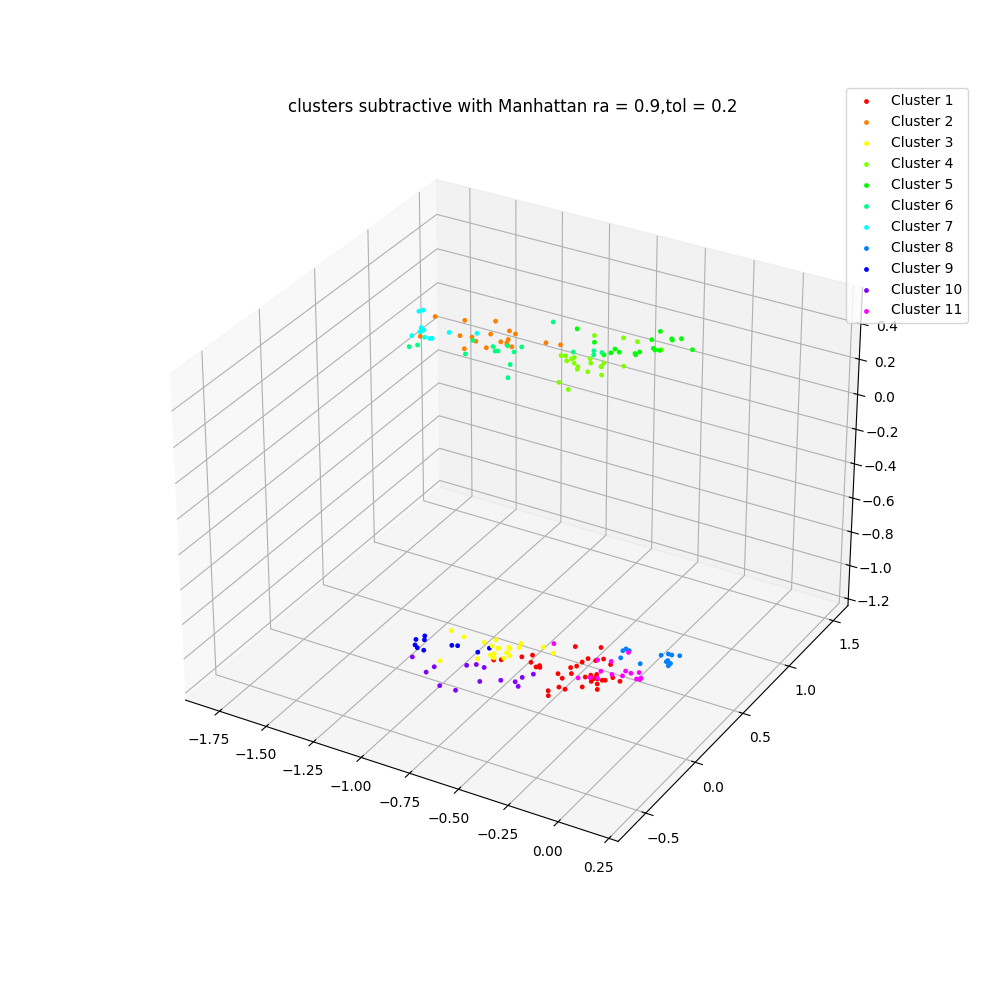 clusters subtractive with Manhattan ra = 0.9,tol = 0.2
Cluster 1
Cluster 2
Cluster 3
Cluster 4
Cluster 5
Cluster 6
Cluster 7
Cluster 8
Cluster 9
Cluster 10
Cluster 11
0.4
0.2
0.0
−0.2
−0.4
−0.6
−0.8
−1.0
−1.2
1.5
1.0
0.5
0.0
−0.5
−1.75
−1.50
−1.25
−1.00
−0.75
−0.50
−0.25
0.00
0.25